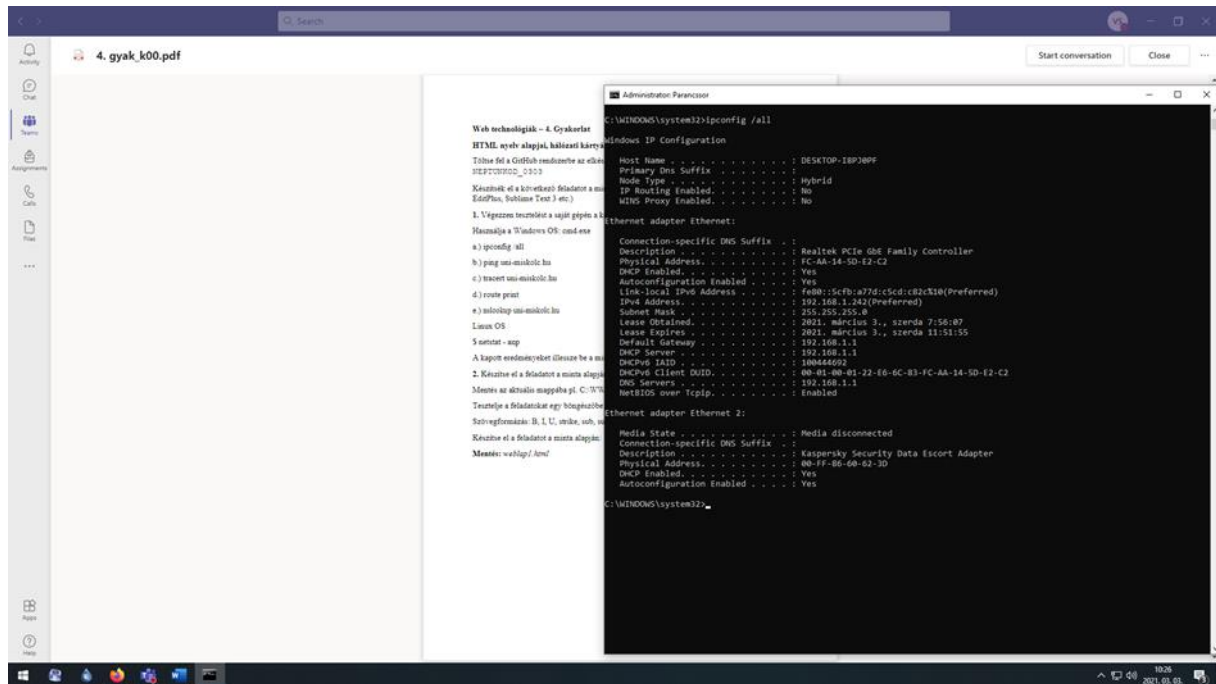 Search
VS
Activity
Chat
Teams
Assignments
Calls
Files
Apps
Help
4. gyak_k00.pdf
Start conversation
Close
Web technológiák – 4. Gyakorlat
HTML nyelv alapjai, hálózati kártya
Töltse fel a GitHub rendszerbe az
NEPTUNKOD_0303
Készítsék el a következő feladatot a
EditPlus, Sublime Text 3 etc.)
1. Végezzen tesztelést a saját gépén a
Használja a Windows OS: cmd.exe
a.) ipconfig /all
b.) ping uni-miskolc.hu
c.) tracert uni-miskolc.hu
d.) route print
e.) nslookup uni-miskolc.hu
Linux OS
$ netstat - anp
A kapott eredményeket illessze be a
2. Készítse el a feladatot a minta
Mentés az aktuális mappába pl. C:
Tesztelje a feladatokat egy
Szövegformázás: B, I, U, strike, sub,
Készítse el a feladatot a minta alapján:
Mentés: weblap1.html
Administrator: Parancssor
C:\WINDOWS\system32>ipconfig /all
Windows IP Configuration
Host Name . . . . . . . . . . . . : DESKTOP-I8PJ0PF
Primary Dns Suffix . . . . . . . :
Node Type . . . . . . . . . . . . : Hybrid
IP Routing Enabled. . . . . . . . : No
WINS Proxy Enabled. . . . . . . . : No
Ethernet adapter Ethernet:
Connection-specific DNS Suffix . :
Description . . . . . . . . . . . : Realtek PCIe GbE Family Controller
Physical Address. . . . . . . . . : FC-AA-14-5D-E2-C2
DHCP Enabled. . . . . . . . . . . : Yes
Autoconfiguration Enabled . . . . : Yes
Link-local IPv6 Address . . . . . : fe80::5cfb:a77d:c5cd:c82c%10(Preferred)
IPv4 Address. . . . . . . . . . . : 192.168.1.242(Preferred)
Subnet Mask . . . . . . . . . . . : 255.255.255.0
Lease Obtained. . . . . . . . . . : 2021. március 3., szerda 7:56:07
Lease Expires . . . . . . . . . . : 2021. március 3., szerda 11:51:55
Default Gateway . . . . . . . . . : 192.168.1.1
DHCP Server . . . . . . . . . . . : 192.168.1.1
DHCPv6 IAID . . . . . . . . . . . : 100444692
DHCPv6 Client DUID. . . . . . . . : 00-01-00-01-22-E6-6C-83-FC-AA-14-5D-E2-C2
DNS Servers . . . . . . . . . . . : 192.168.1.1
NetBIOS over Tcpip. . . . . . . . : Enabled
Ethernet adapter Ethernet 2:
Media State . . . . . . . . . . . : Media disconnected
Connection-specific DNS Suffix . :
Description . . . . . . . . . . . : Kaspersky Security Data Escort Adapter
Physical Address. . . . . . . . . : 00-FF-86-60-62-3D
DHCP Enabled. . . . . . . . . . . : Yes
Autoconfiguration Enabled . . . . : Yes
C:\WINDOWS\system32>
10:26
2021. 03. 03.